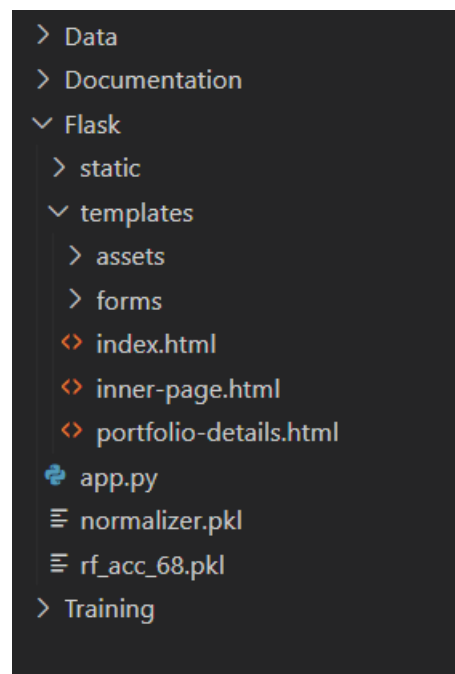 Data
Documentation
Flask
static
templates
assets
forms
index.html
inner-page.html
portfolio-details.html
app.py
normalizer.pkl
rf_acc_68.pkl
Training